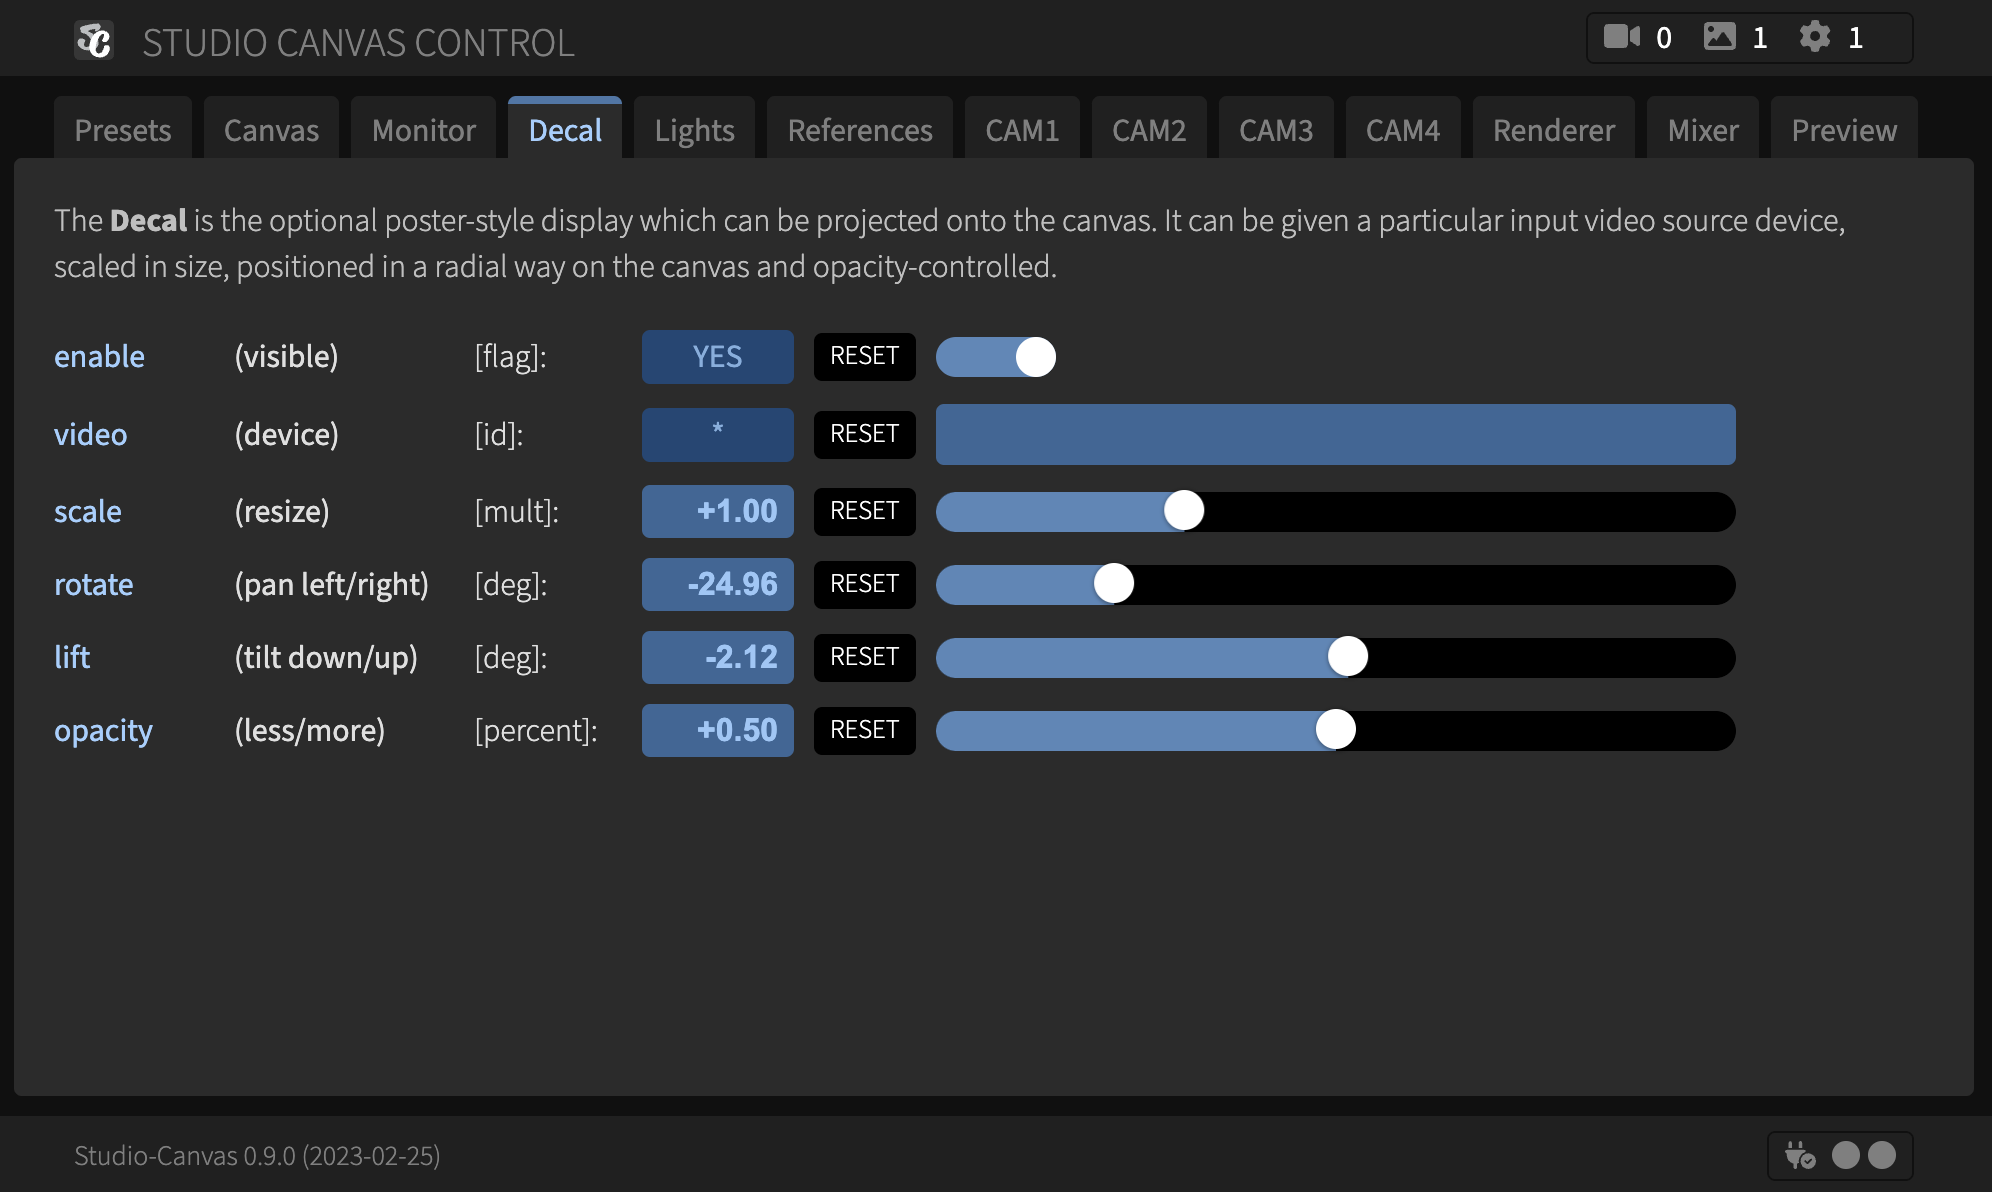 SC STUDIO CANVAS CONTROL 0 1 1
Presets Canvas Monitor Decal Lights References CAM1 CAM2 CAM3 CAM4 Renderer Mixer Preview
The Decal is the optional poster-style display which can be projected onto the canvas. It can be given a particular input video source device,
scaled in size, positioned in a radial way on the canvas and opacity-controlled.
enable (visible) [flag]: YES RESET
video (device) [id]: * RESET
scale (resize) [mult]: +1.00 RESET
rotate (pan left/right) [deg]: -24.96 RESET
lift (tilt down/up) [deg]: -2.12 RESET
opacity (less/more) [percent]: +0.50 RESET
Studio-Canvas 0.9.0 (2023-02-25)